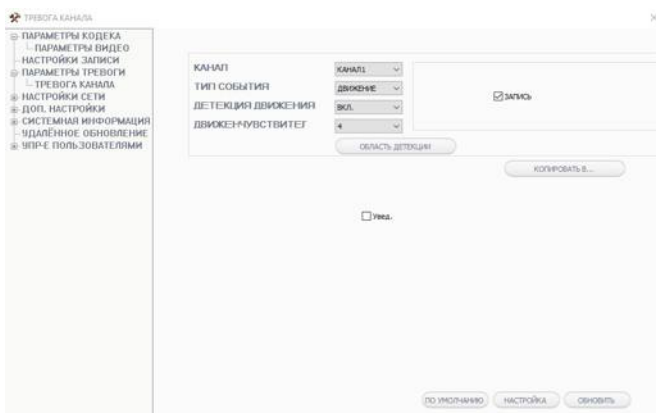 ТРЕВОГА КАНАЛА
ПАРАМЕТРЫ КОДЕКА
ПАРАМЕТРЫ ВИДЕО
НАСТРОЙКИ ЗАПИСИ
ПАРАМЕТРЫ ТРЕВОГИ
ТРЕВОГА КАНАЛА
НАСТРОЙКИ СЕТИ
ДОП. НАСТРОЙКИ
СИСТЕМНАЯ ИНФОРМАЦИЯ
УДАЛЁННОЕ ОБНОВЛЕНИЕ
УПР-Е ПОЛЬЗОВАТЕЛЯМИ
КАНАЛ КАНАЛ1
ТИП СОБЫТИЯ ДВИЖЕНИЕ
ЗАПИСЬ
ДЕТЕКЦИЯ ДВИЖЕНИЯ ВКЛ.
ДВИЖЕНЧУВСТВИТЕГ 4
ОБЛАСТЬ ДЕТЕКЦИИ
КОПИРОВАТЬ В...
Увед.
ПО УМОЛЧАНИЮ НАСТРОЙКА ОБНОВИТЬ